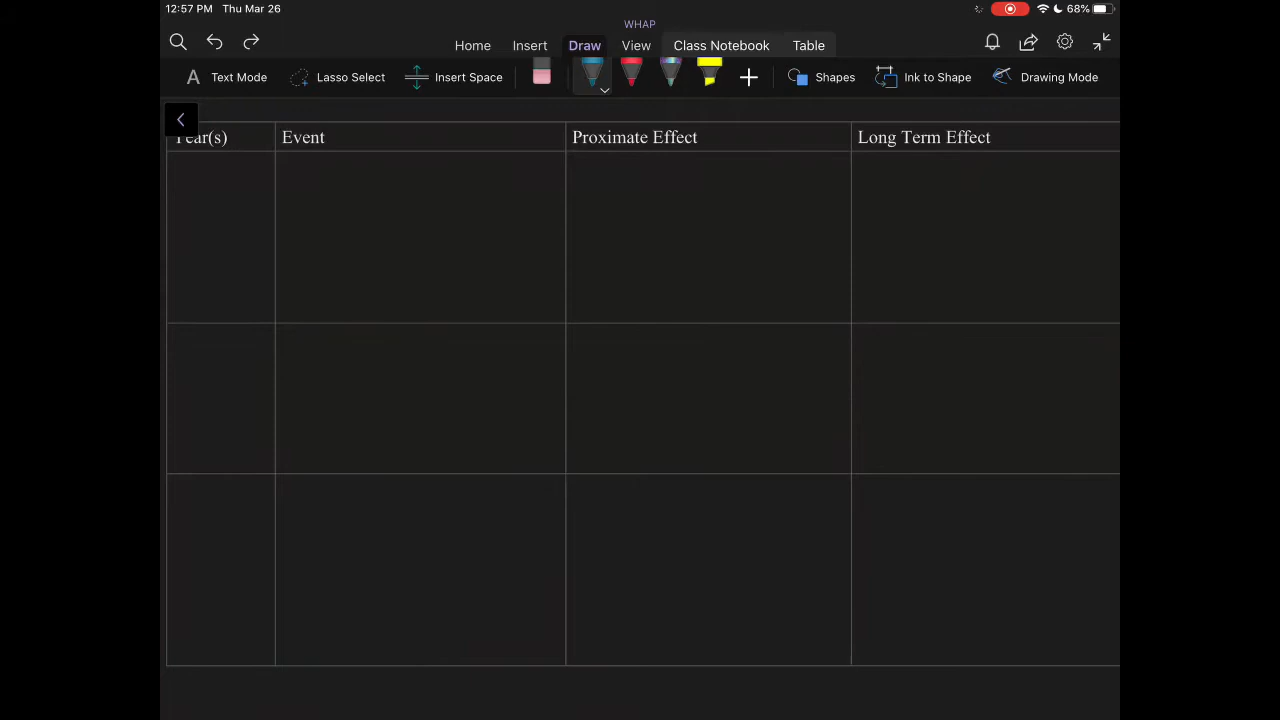 12:57 PM Thu Mar 26
68%
WHAP
Home Insert Draw View Class Notebook Table
Text Mode Lasso Select Insert Space Shapes Ink to Shape Drawing Mode
Year(s) Event Proximate Effect Long Term Effect